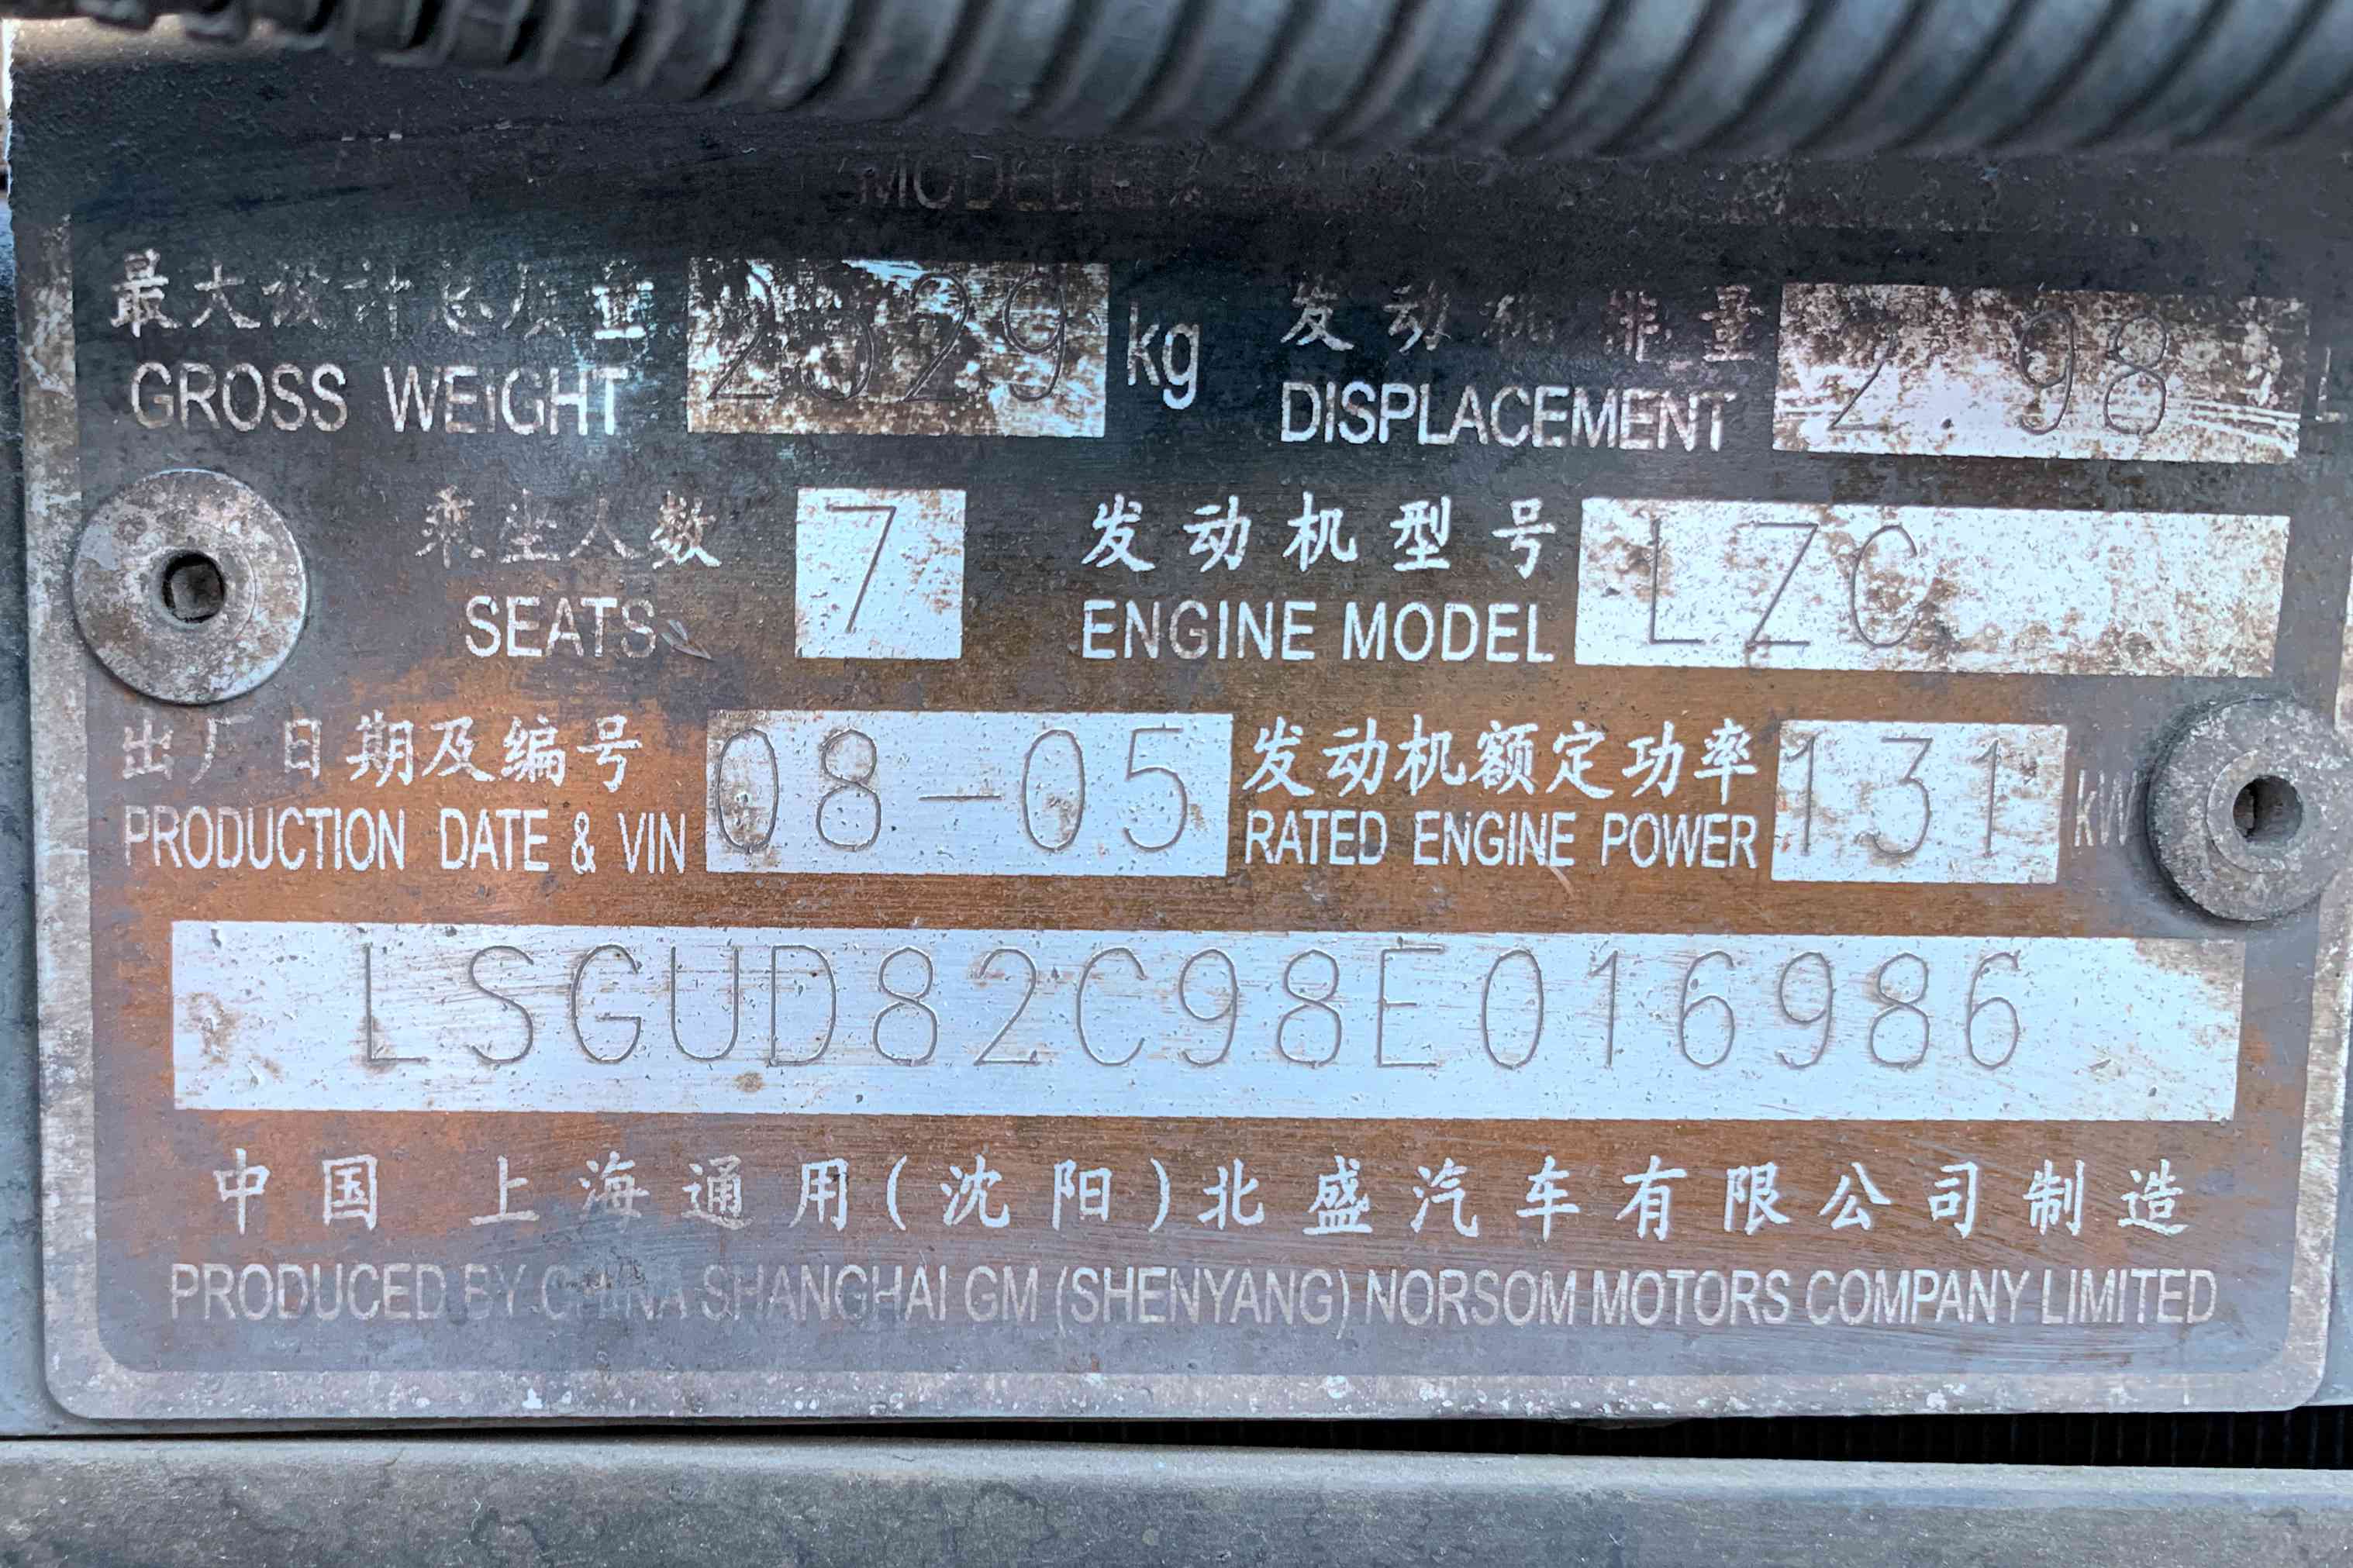 MODEL
最大设计总质量 2329 kg 发动机排量 2.98 L
GROSS WEIGHT DISPLACEMENT
乘坐人数 7 发动机型号 LZC
SEATS ENGINE MODEL
出厂日期及编号 08-05 发动机额定功率 131 kW
PRODUCTION DATE & VIN RATED ENGINE POWER
LSGUD82C98E016986
中国 上海通用(沈阳)北盛汽车有限公司制造
PRODUCED BY CHINA SHANGHAI GM (SHENYANG) NORSOM MOTORS COMPANY LIMITED